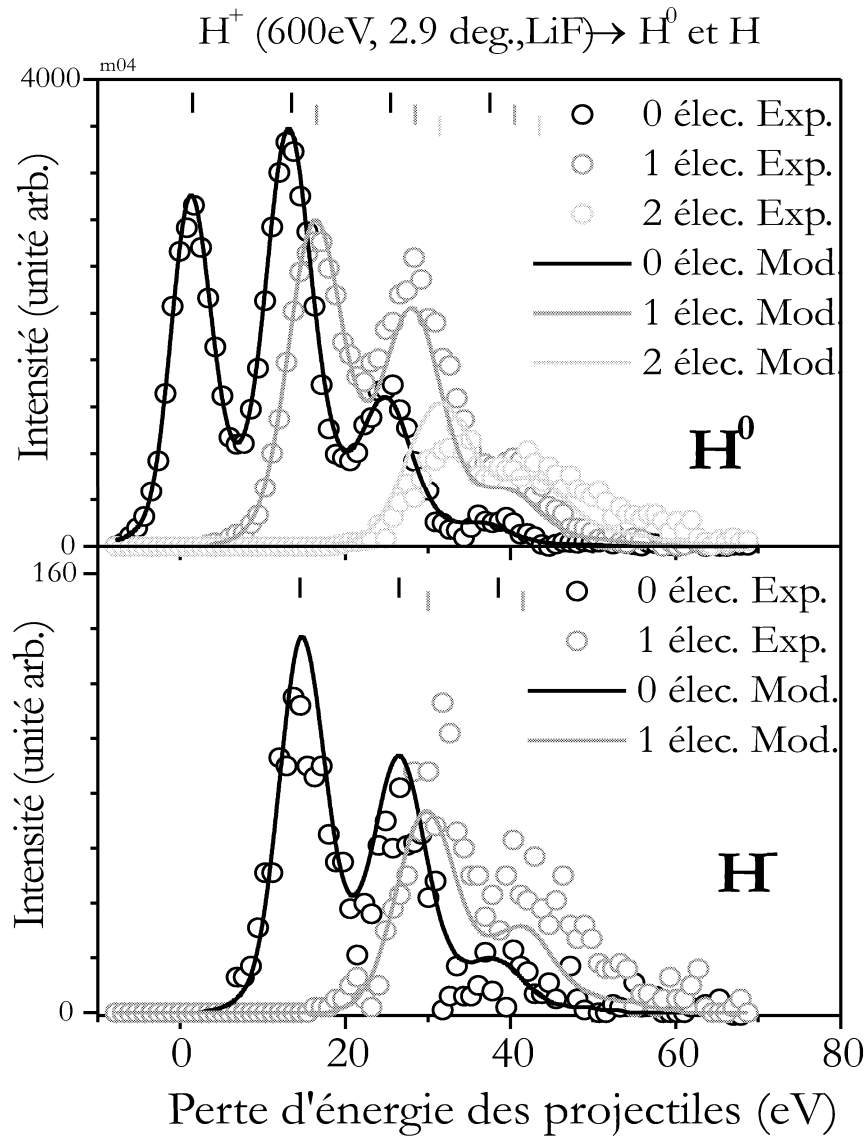 H⁺ (600eV, 2.9 deg.,LiF)→ H⁰ et H
m04
4000
0 élec. Exp.
1 élec. Exp.
2 élec. Exp.
0 élec. Mod.
1 élec. Mod.
2 élec. Mod.
Intensité (unité arb.)
H⁰
0
160
0 élec. Exp.
1 élec. Exp.
0 élec. Mod.
1 élec. Mod.
Intensité (unité arb.)
H⁻
0
0 20 40 60 80
Perte d'énergie des projectiles (eV)